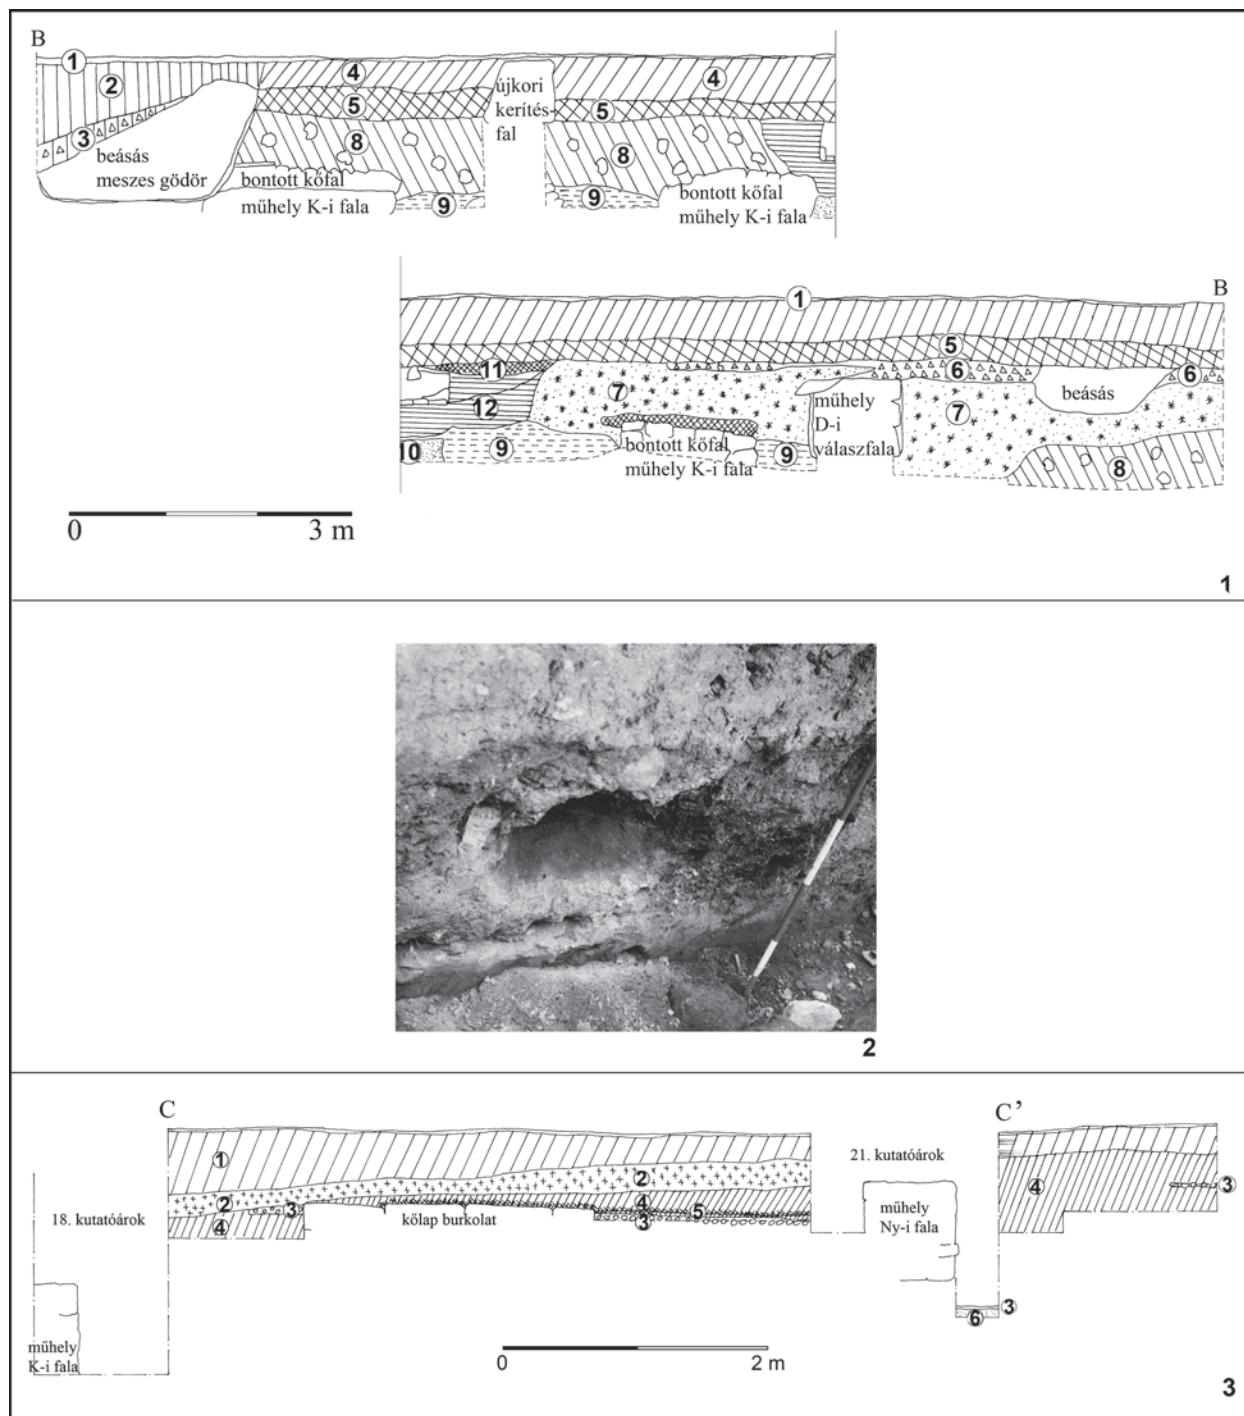 B
1
2
3
4
5
8
9
újkori
kerítés-
fal
4
5
8
9
beásás
meszes gödör
bontott kőfal
műhely K-i fala
bontott kőfal
műhely K-i fala
B
1
5
6
6
11
12
7
7
10
9
9
8
beásás
műhely
D-i
válaszfala
bontott kőfal
műhely K-i fala
0
3 m
1
2
C
C’
1
2
2
3
4
4
5
3
18. kutatóárok
kőlap burkolat
21. kutatóárok
műhely
Ny-i fala
4
3
3
6
műhely
K-i fala
0
2 m
3